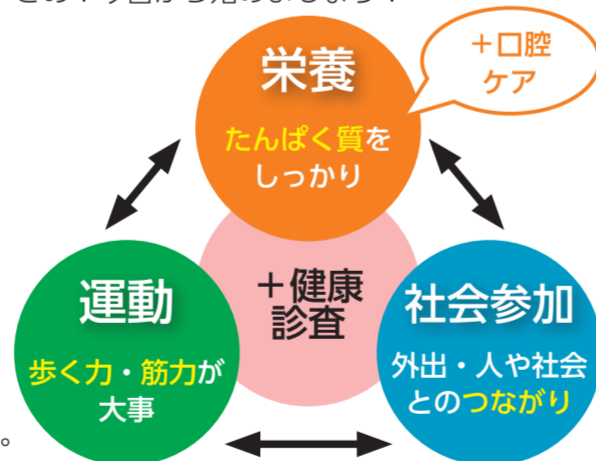 ＋口腔
ケア
栄養
たんぱく質を
しっかり
＋健康
診査
運動
歩く力・筋力が
大事
社会参加
外出・人や社会
とのつながり
。